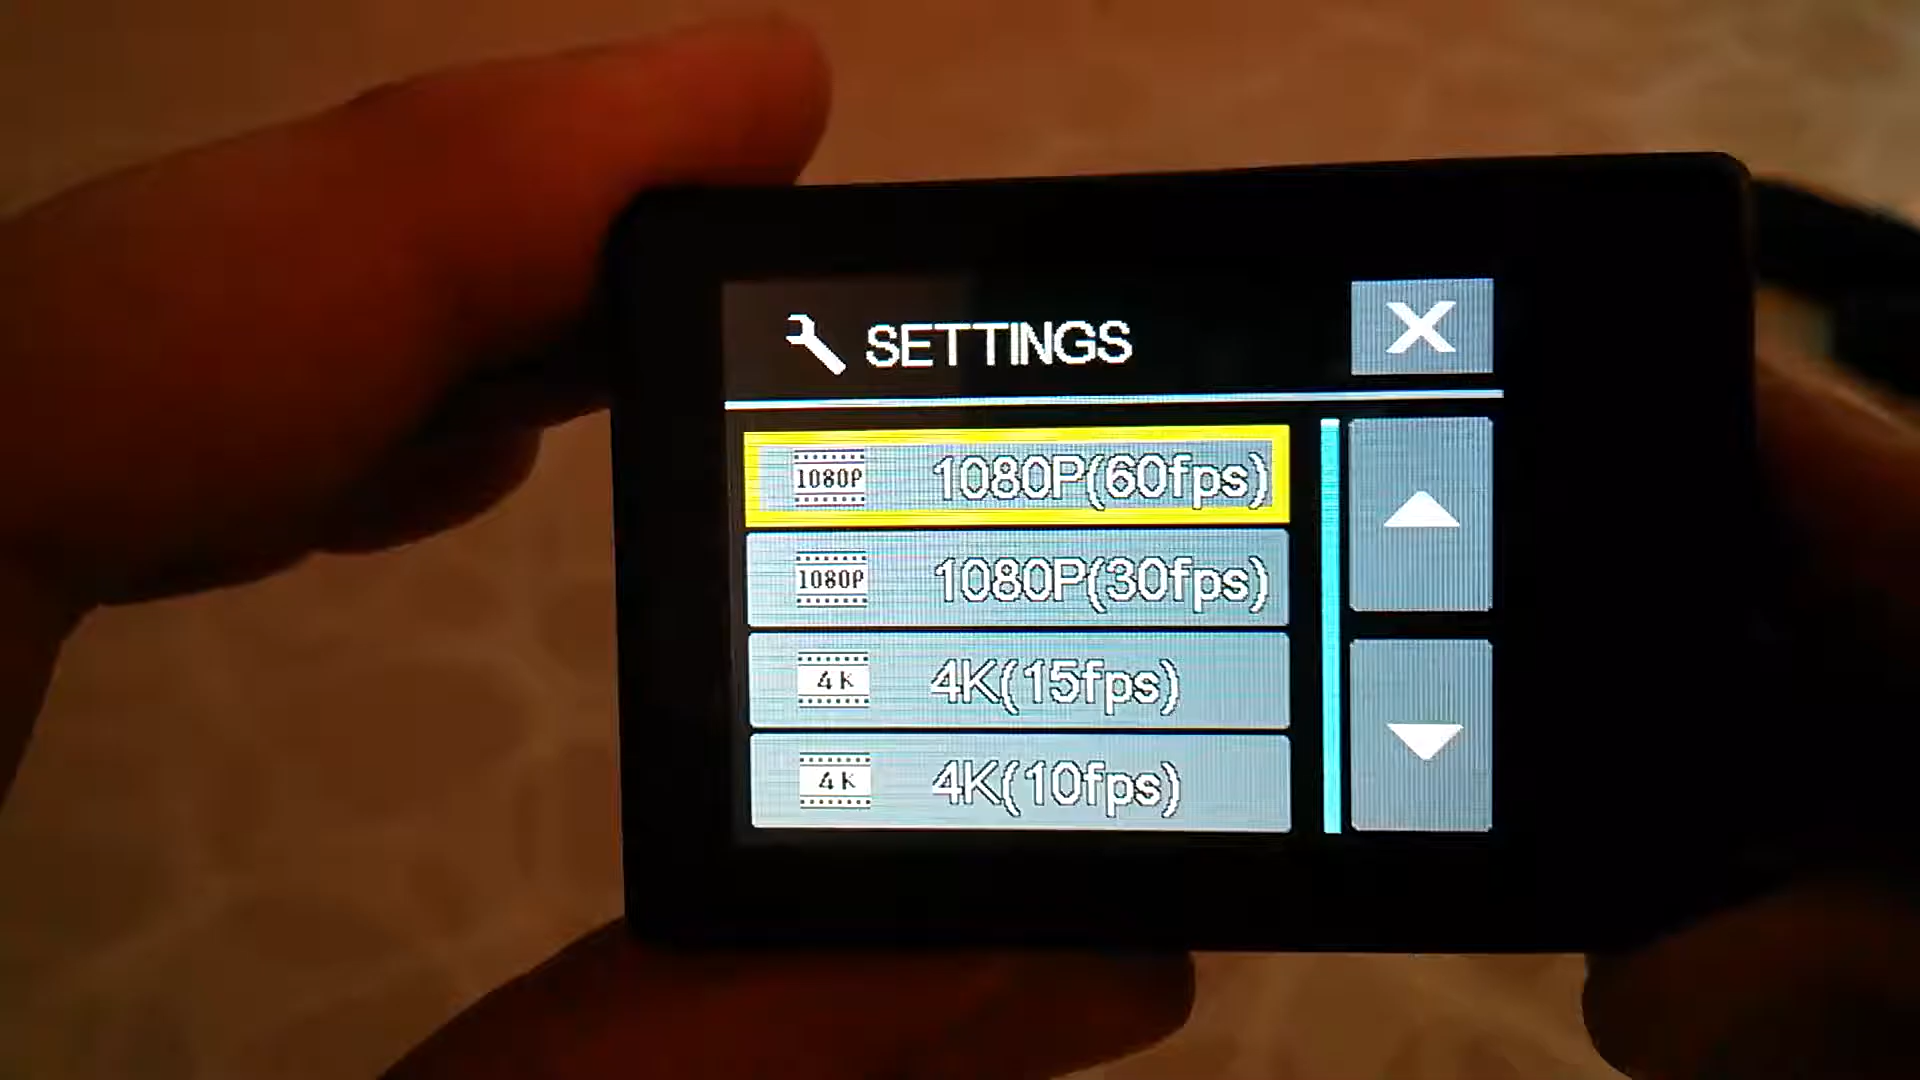 SETTINGS
X
1080P 1080P(60fps)
1080P 1080P(30fps)
4K 4K(15fps)
4K 4K(10fps)